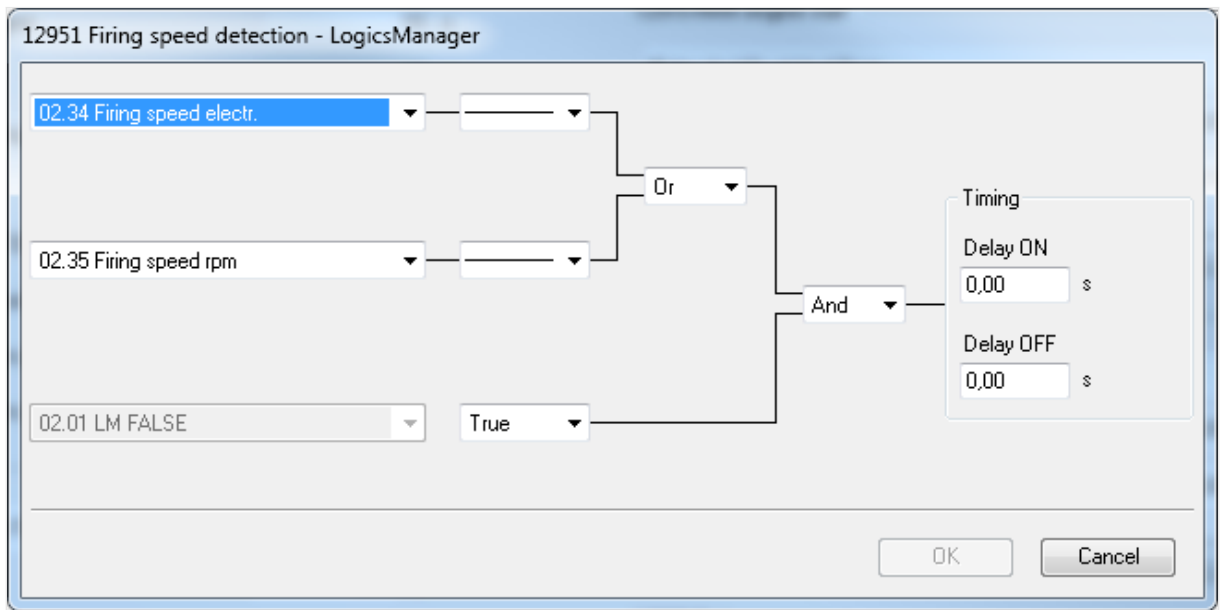 12951 Firing speed detection - LogicsManager
02.34 Firing speed electr.
Or
Timing
02.35 Firing speed rpm
Delay ON
0,00 s
And
Delay OFF
0,00 s
02.01 LM FALSE
True
OK
Cancel